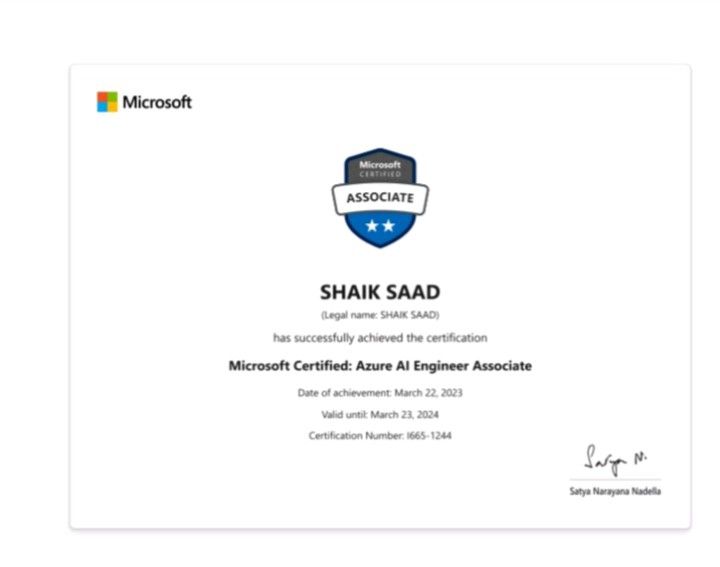 Microsoft
Microsoft
CERTIFIED
ASSOCIATE
SHAIK SAAD
(Legal name: SHAIK SAAD)
has successfully achieved the certification
Microsoft Certified: Azure AI Engineer Associate
Date of achievement: March 22, 2023
Valid until: March 23, 2024
Certification Number: I665-1244
Satya N.
Satya Narayana Nadella